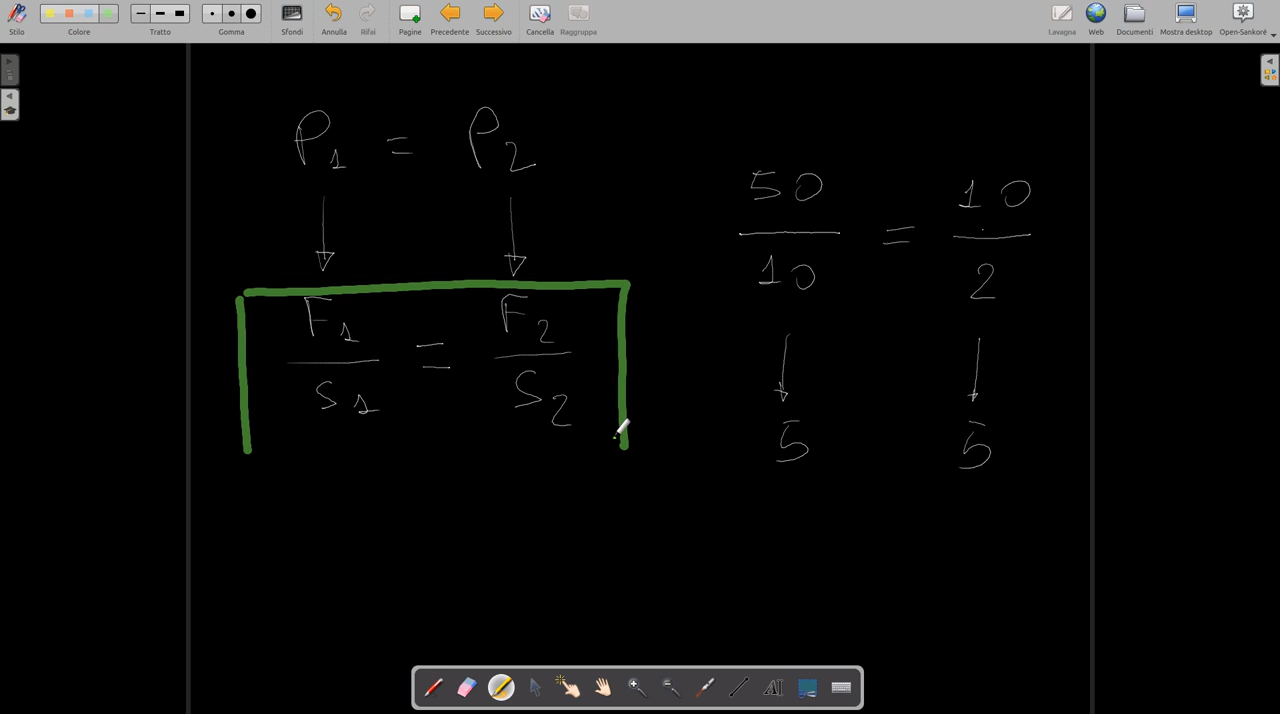 Stilo Colore Tratto Gomma Sfondi Annulla Rifai Pagine Precedente Successivo Cancella Raggruppa Lavagna Web Documenti Mostra desktop Open-Sankoré
P1 = P2
50 / 10 = 10 / 2
F1 / S1 = F2 / S2
5 5
AI